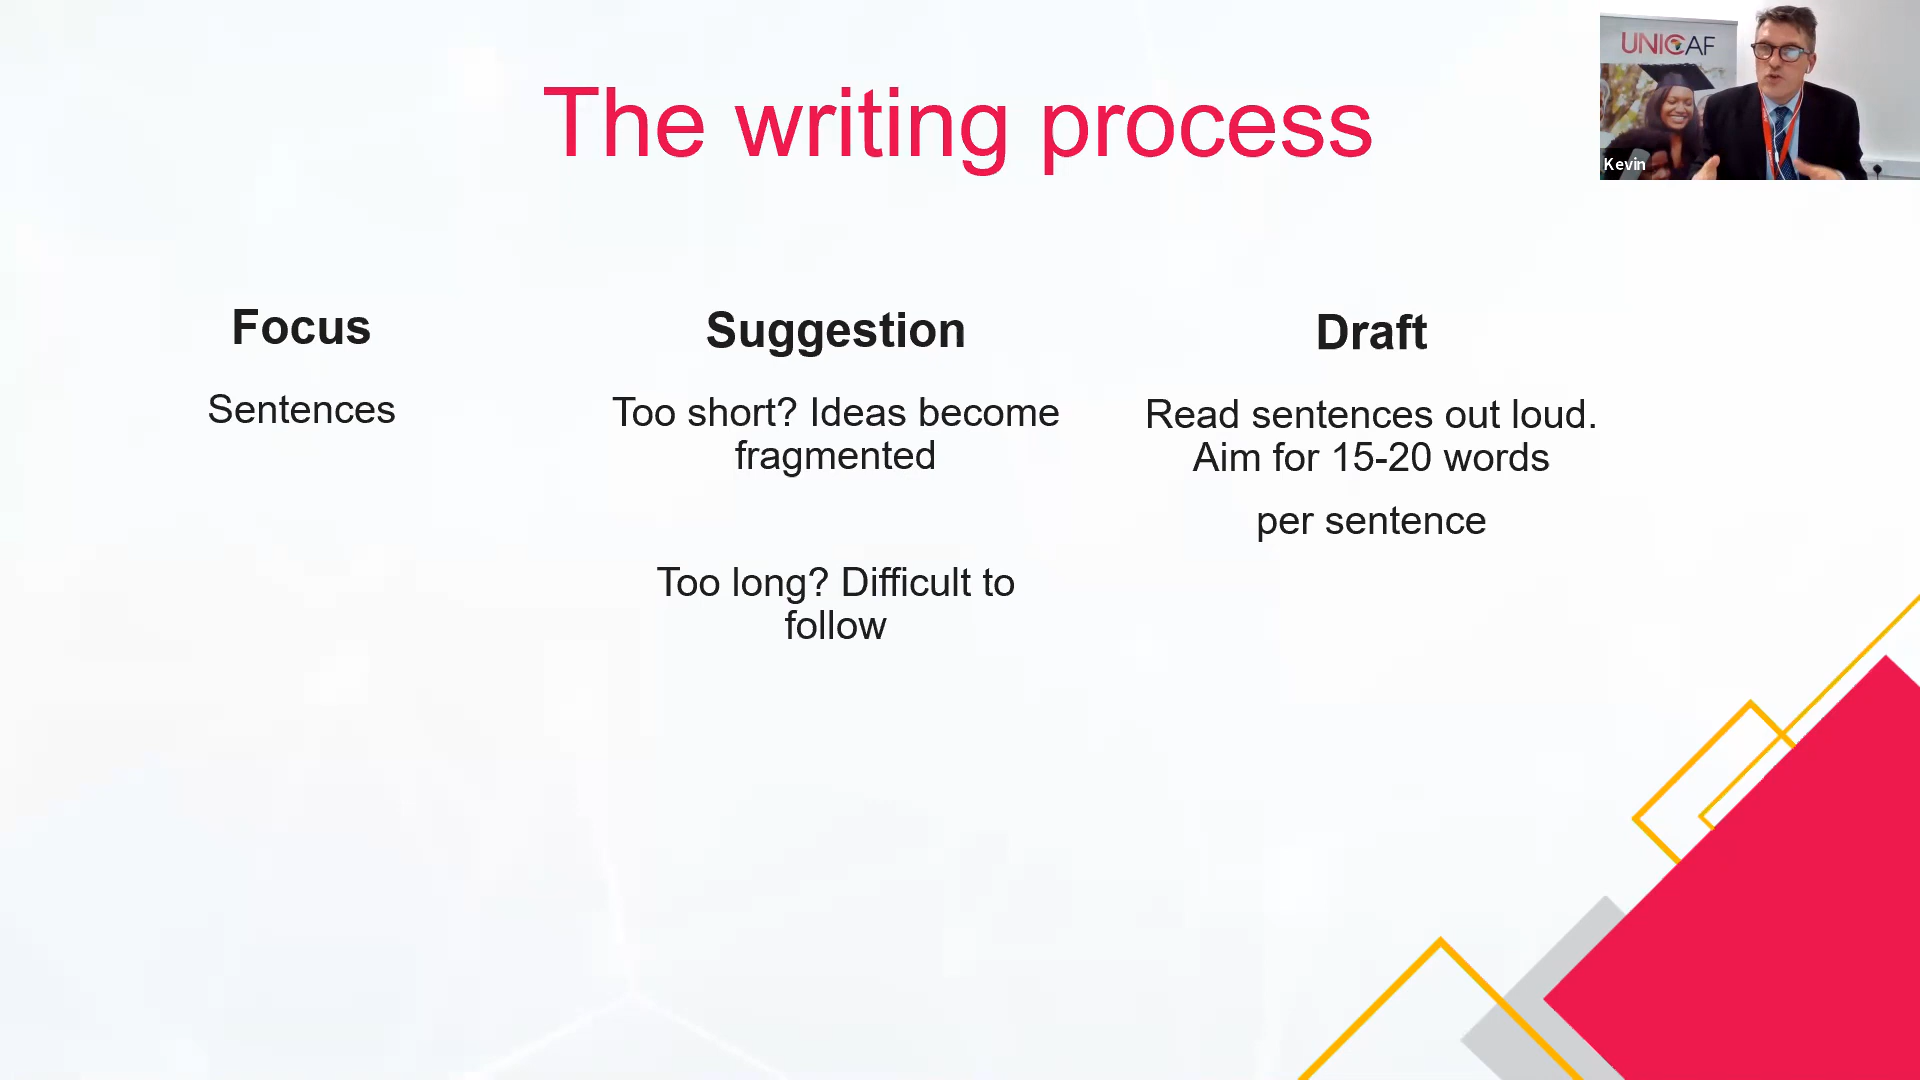 The writing process
UNICAF
Kevin
Focus
Sentences
Suggestion
Too short? Ideas become
fragmented
Too long? Difficult to
follow
Draft
Read sentences out loud.
Aim for 15-20 words
per sentence